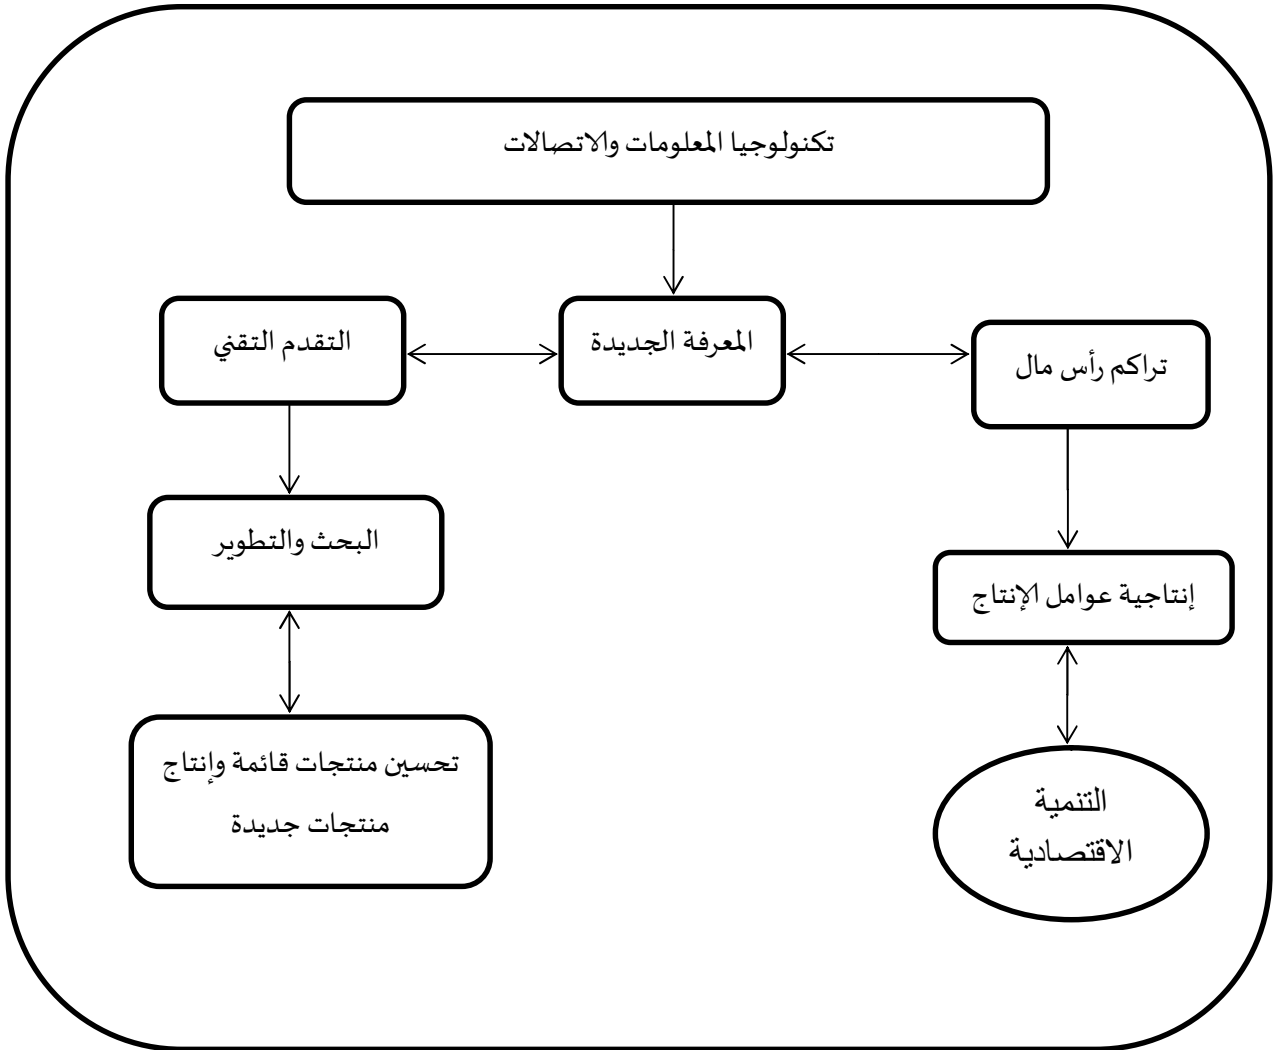 تكنولوجيا المعلومات والاتصالات
تراكم رأس مال
المعرفة الجديدة
التقدم التقني
إنتاجية عوامل الإنتاج
البحث والتطوير
التنمية
الاقتصادية
تحسين منتجات قائمة وإنتاج
منتجات جديدة